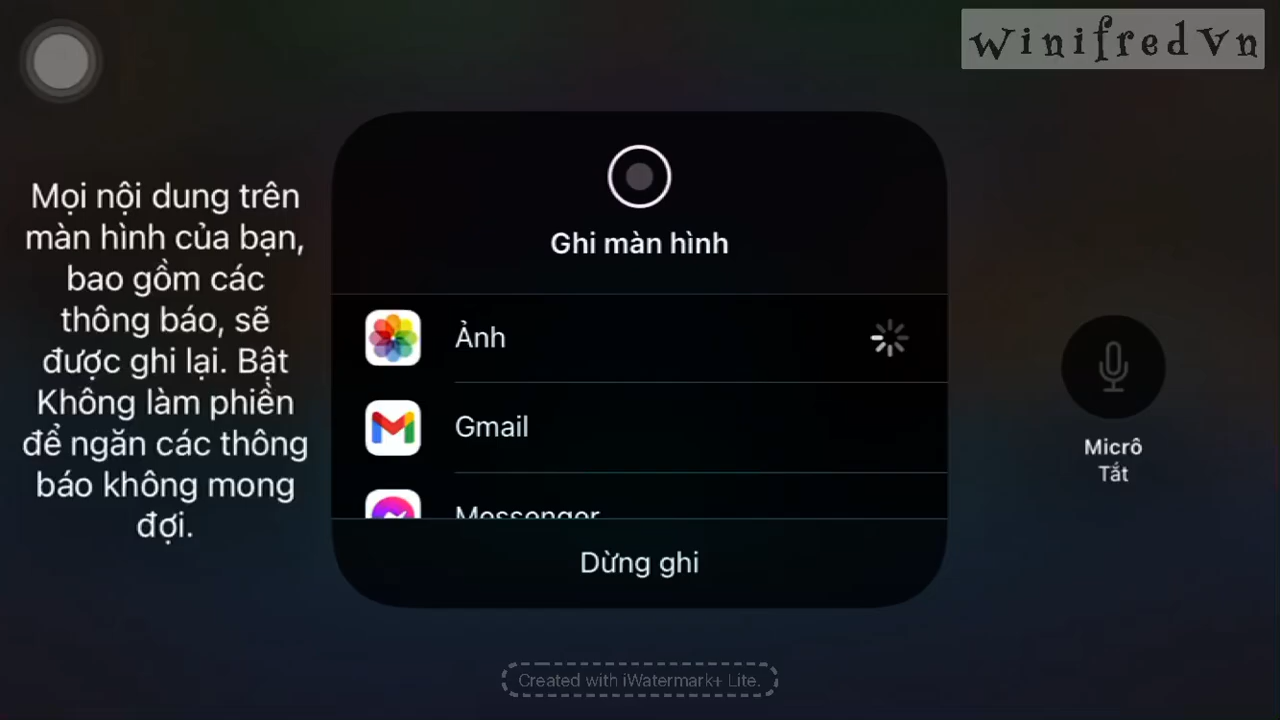 WinifredVn
Mọi nội dung trên
màn hình của bạn,
bao gồm các
thông báo, sẽ
được ghi lại. Bật
Không làm phiền
để ngăn các thông
báo không mong
đợi.
Ghi màn hình
Ảnh
Gmail
Messenger
Dừng ghi
Micrô
Tắt
Created with iWatermark+ Lite.